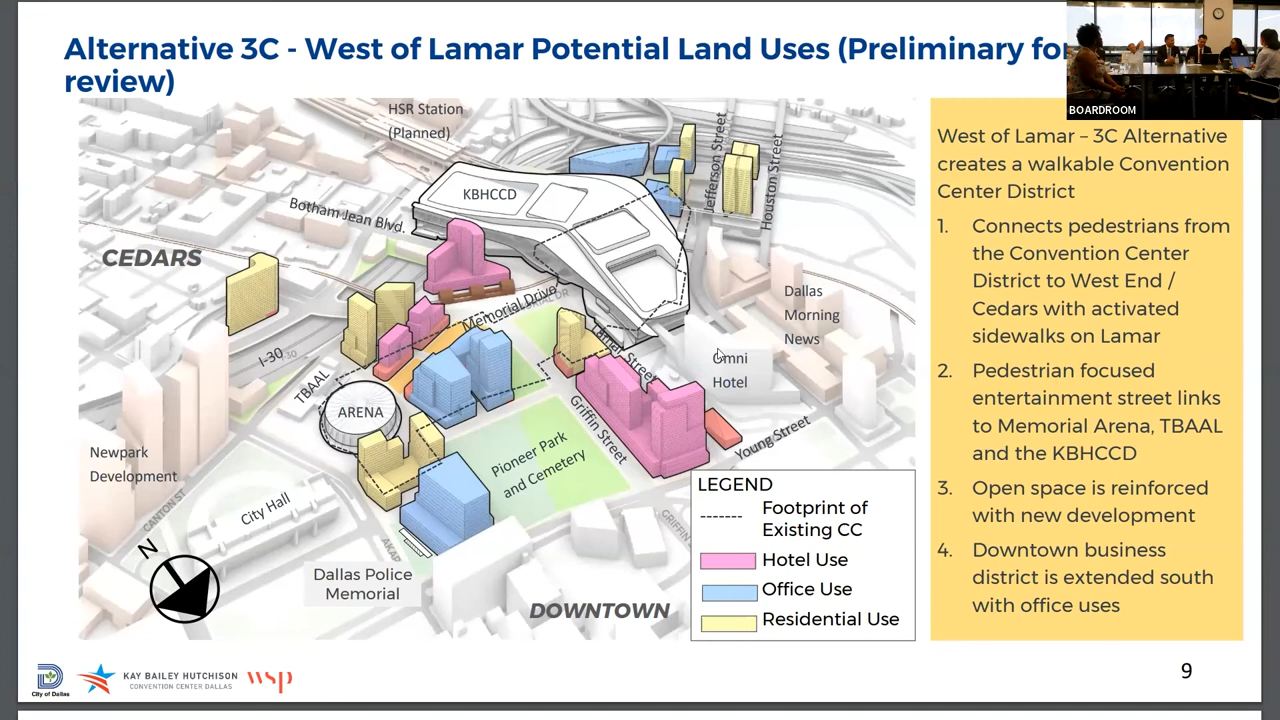 Alternative 3C - West of Lamar Potential Land Uses (Preliminary for
review)
BOARDROOM
HSR Station
(Planned)
KBHCCD
Jefferson Street
Houston Street
Botham Jean Blvd.
CEDARS
Memorial Drive
Dallas
Morning
News
I-30
TBAAL
Lamar Street
Omni
Hotel
ARENA
Griffin Street
Young Street
Newpark
Development
Pioneer Park
and Cemetery
CANTON ST
City Hall
GRIFFIN
N
Dallas Police
Memorial
DOWNTOWN
LEGEND
Footprint of
Existing CC
Hotel Use
Office Use
Residential Use
West of Lamar – 3C Alternative
creates a walkable Convention
Center District
1. Connects pedestrians from
the Convention Center
District to West End /
Cedars with activated
sidewalks on Lamar
2. Pedestrian focused
entertainment street links
to Memorial Arena, TBAAL
and the KBHCCD
3. Open space is reinforced
with new development
4. Downtown business
district is extended south
with office uses
City of Dallas
KAY BAILEY HUTCHISON
CONVENTION CENTER DALLAS
wsp
9